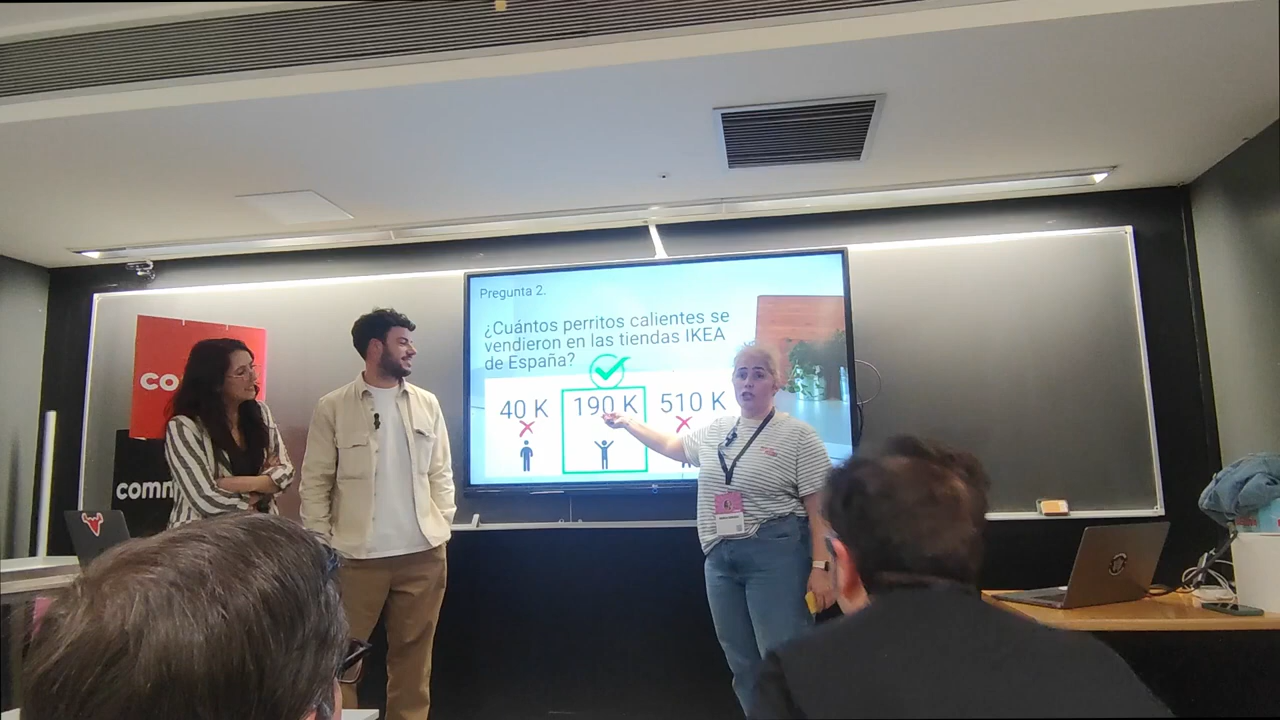 Pregunta 2.
¿Cuántos perritos calientes se
vendieron en las tiendas IKEA
de España?
40 K
190 K
510 K
co
comm